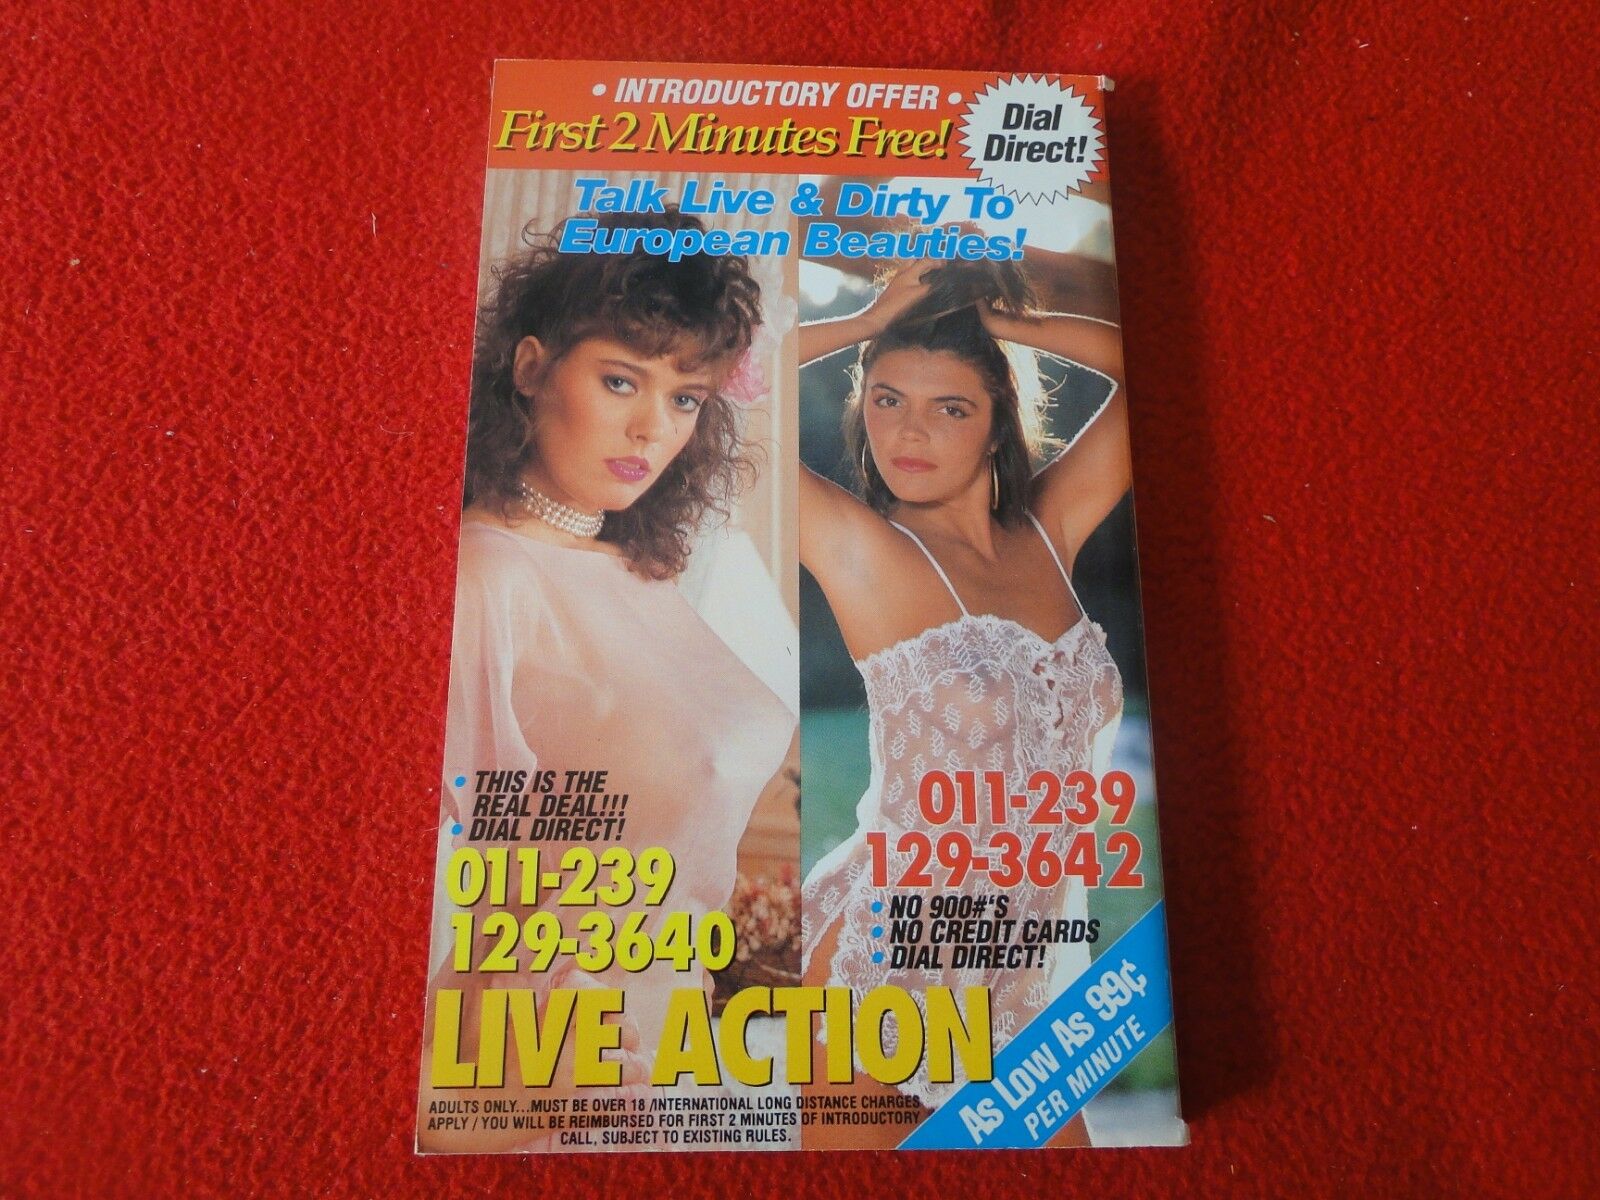 • INTRODUCTORY OFFER •
First 2 Minutes Free!
Dial
Direct!
Talk Live & Dirty To
European Beauties!
• THIS IS THE
REAL DEAL!!!
• DIAL DIRECT!
011-239
129-3640
011-239
129-3642
• NO 900#'S
• NO CREDIT CARDS
• DIAL DIRECT!
LIVE ACTION
AS LOW AS 99¢
PER MINUTE
ADULTS ONLY...MUST BE OVER 18 /INTERNATIONAL LONG DISTANCE CHARGES
APPLY / YOU WILL BE REIMBURSED FOR FIRST 2 MINUTES OF INTRODUCTORY
CALL, SUBJECT TO EXISTING RULES.